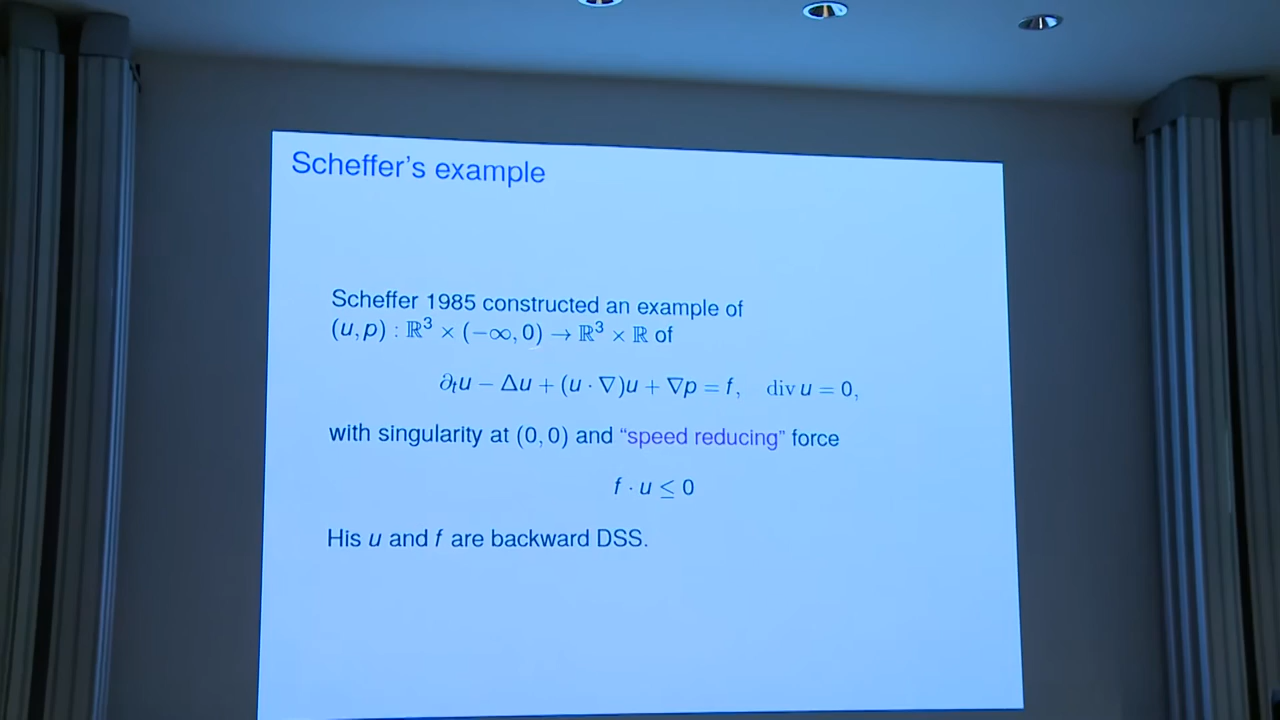 Scheffer's example
Scheffer 1985 constructed an example of
(u, p) : ℝ³ × (−∞, 0) → ℝ³ × ℝ of
∂ₜu − Δu + (u · ∇)u + ∇p = f, div u = 0,
with singularity at (0, 0) and “speed reducing” force
f · u ≤ 0
His u and f are backward DSS.